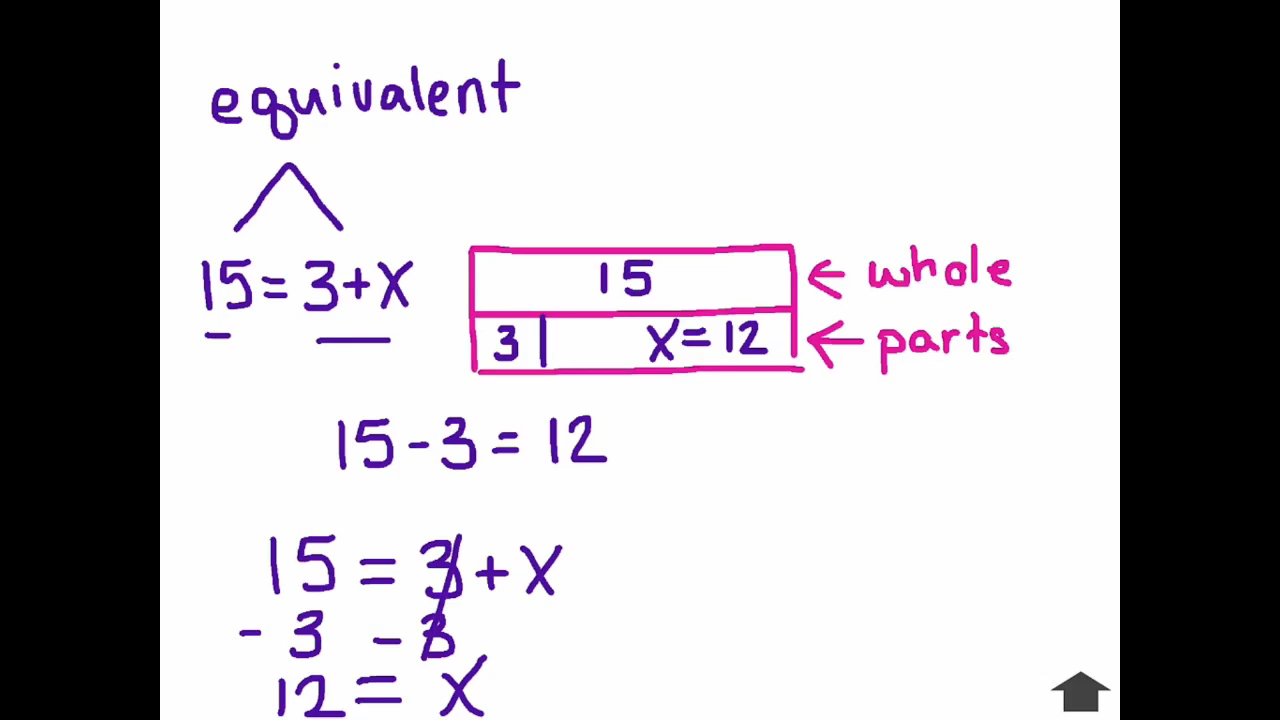 equivalent
15 = 3 + x
15
← whole
3 | x = 12
← parts
15 - 3 = 12
15 = 3 + x
- 3 - 3
12 = x